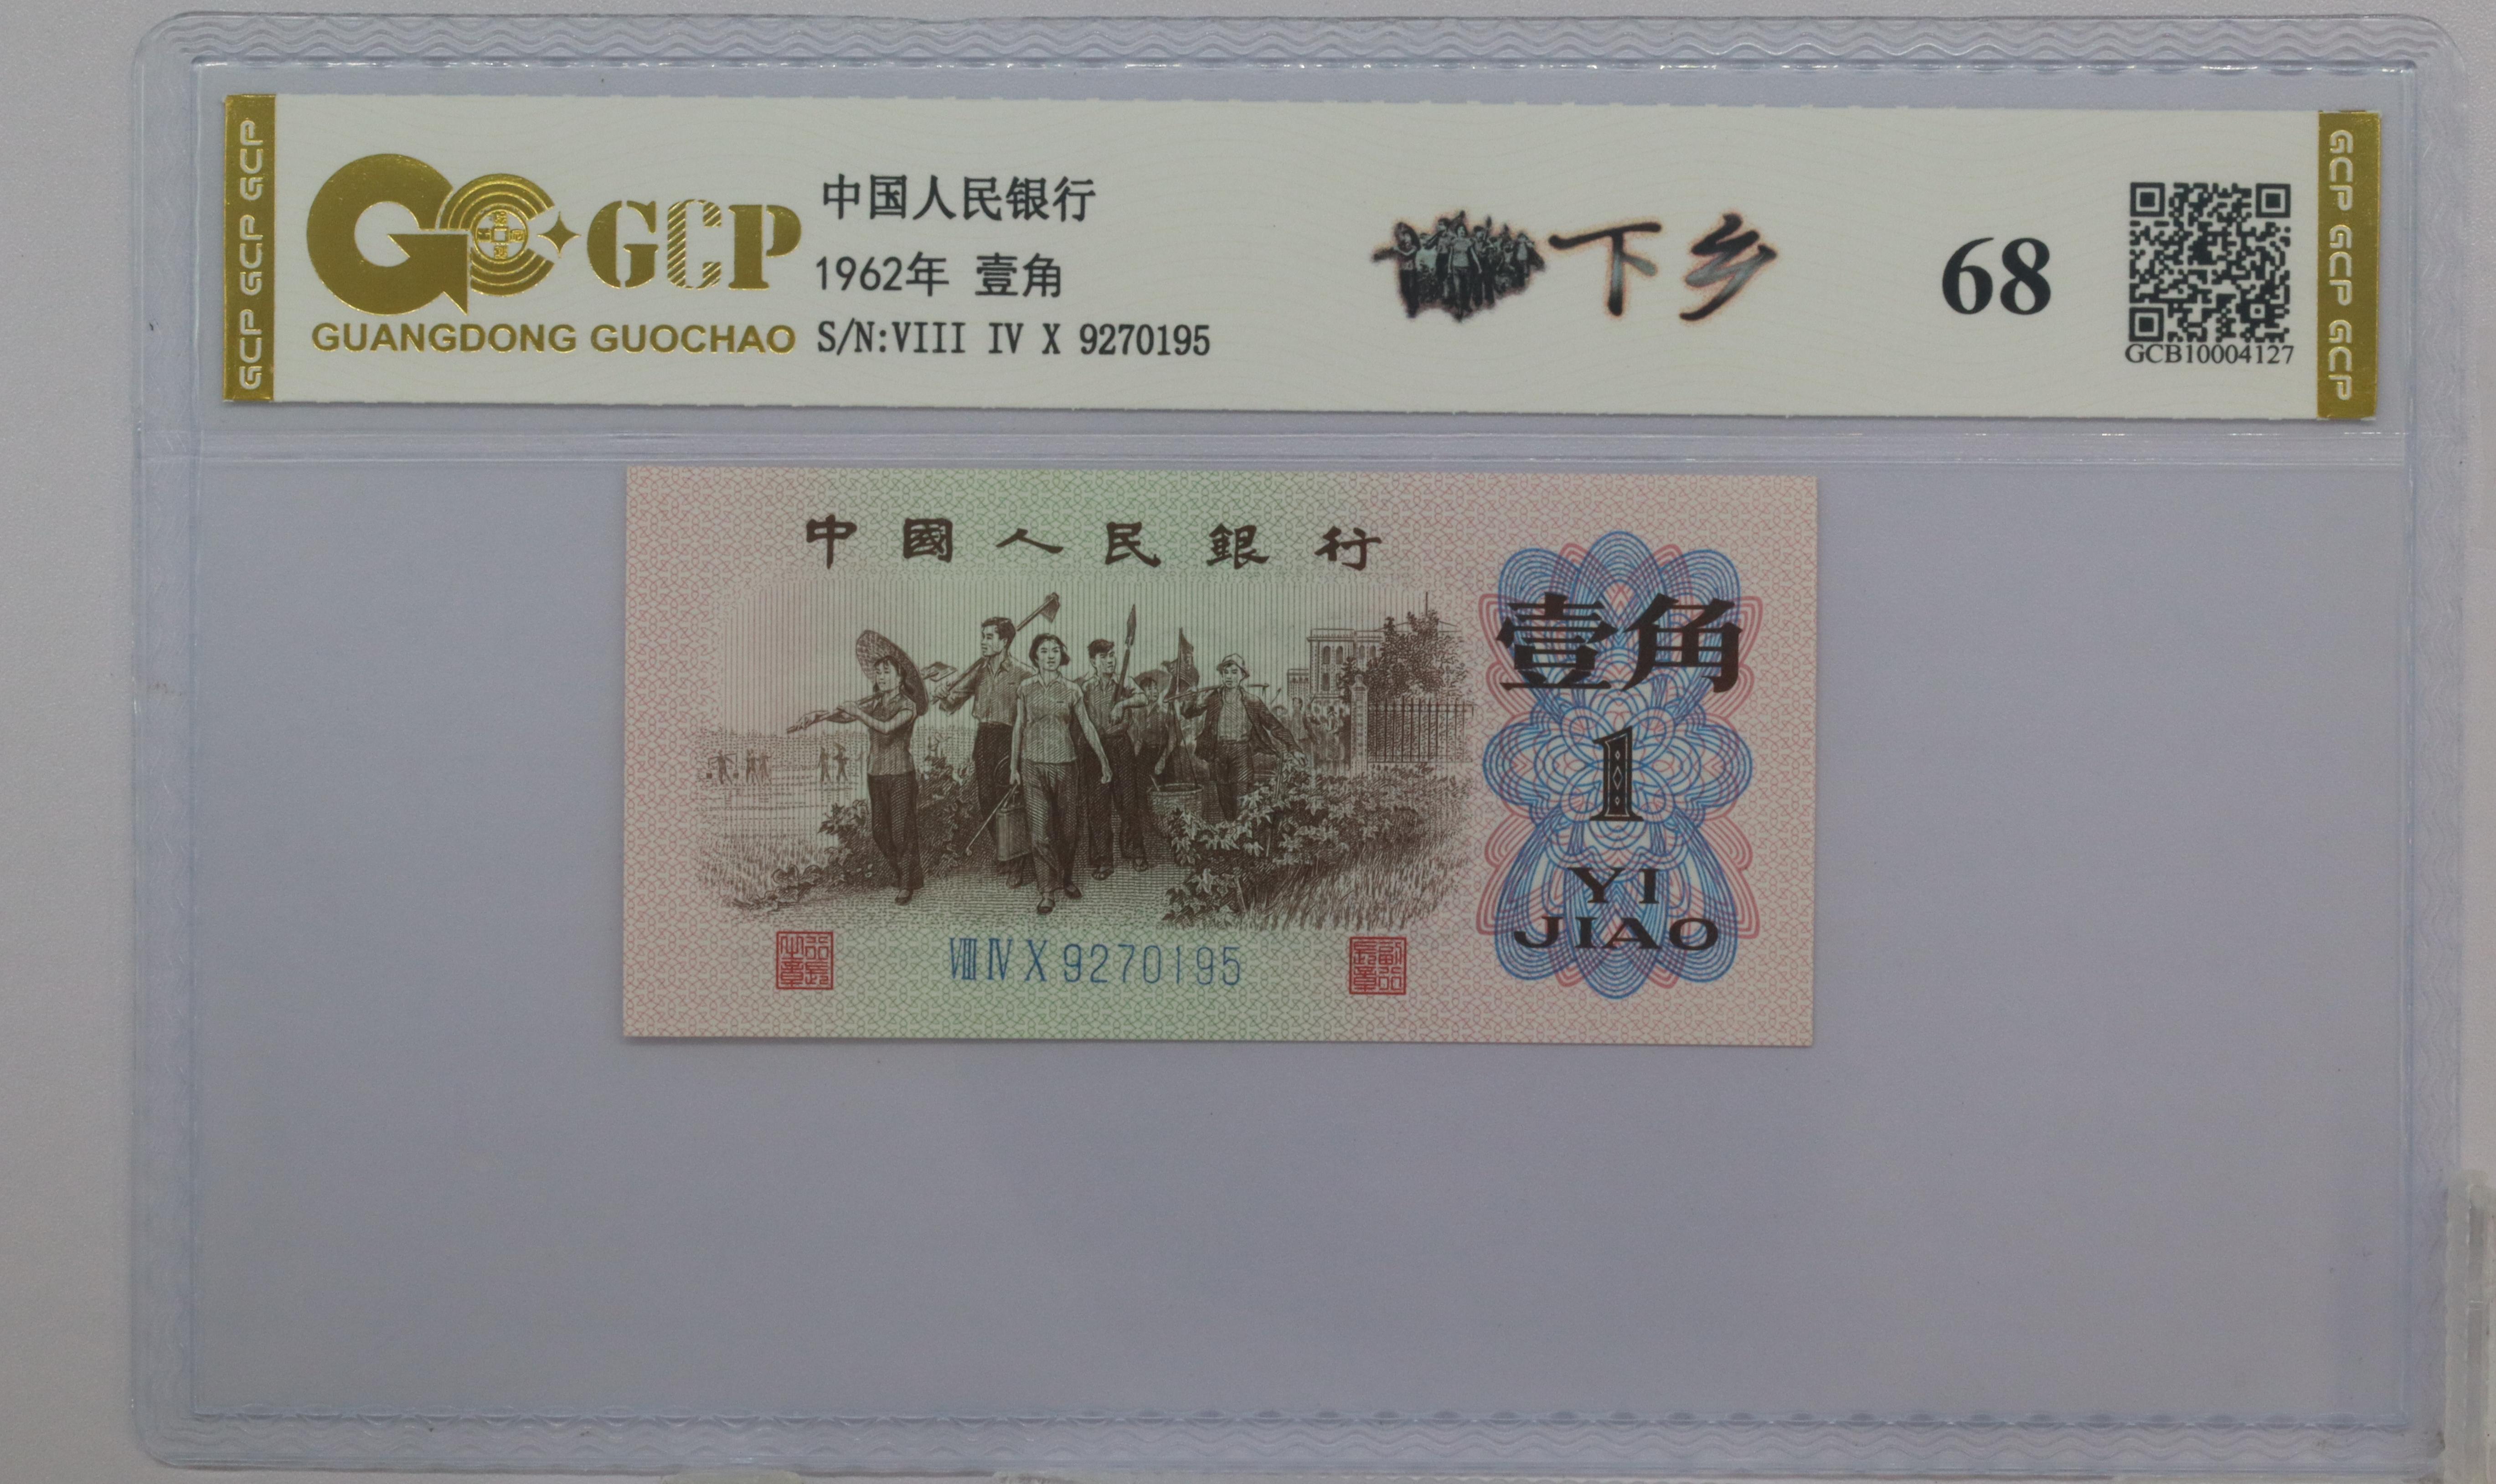 GCP GCP GCP
GCP
GUANGDONG GUOCHAO
中国人民银行
1962年 壹角
S/N:VIII IV X 9270195
下乡
68
GCB10004127
GCP GCP GCP
中國人民銀行
壹角
1
YI
JIAO
VIII IV X 9270195